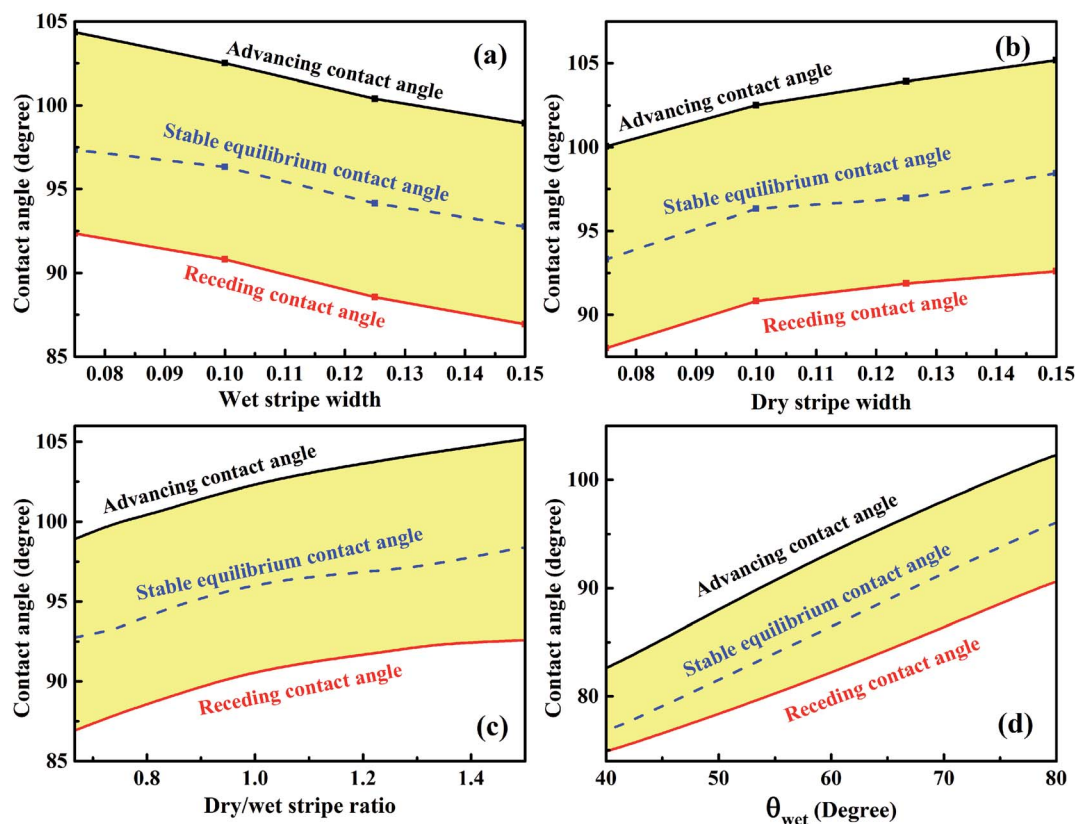 (a)
Advancing contact angle
Stable equilibrium contact angle
Receding contact angle
Contact angle (degree)
105
100
95
90
85
0.08 0.09 0.10 0.11 0.12 0.13 0.14 0.15
Wet stripe width
(b)
Advancing contact angle
Stable equilibrium contact angle
Receding contact angle
Contact angle (degree)
105
100
95
90
0.08 0.09 0.10 0.11 0.12 0.13 0.14 0.15
Dry stripe width
Advancing contact angle
Stable equilibrium contact angle
Receding contact angle
(c)
Contact angle (degree)
105
100
95
90
85
0.8 1.0 1.2 1.4
Dry/wet stripe ratio
Advancing contact angle
Stable equilibrium contact angle
Receding contact angle
(d)
Contact angle (degree)
100
90
80
40 50 60 70 80
θwet (Degree)